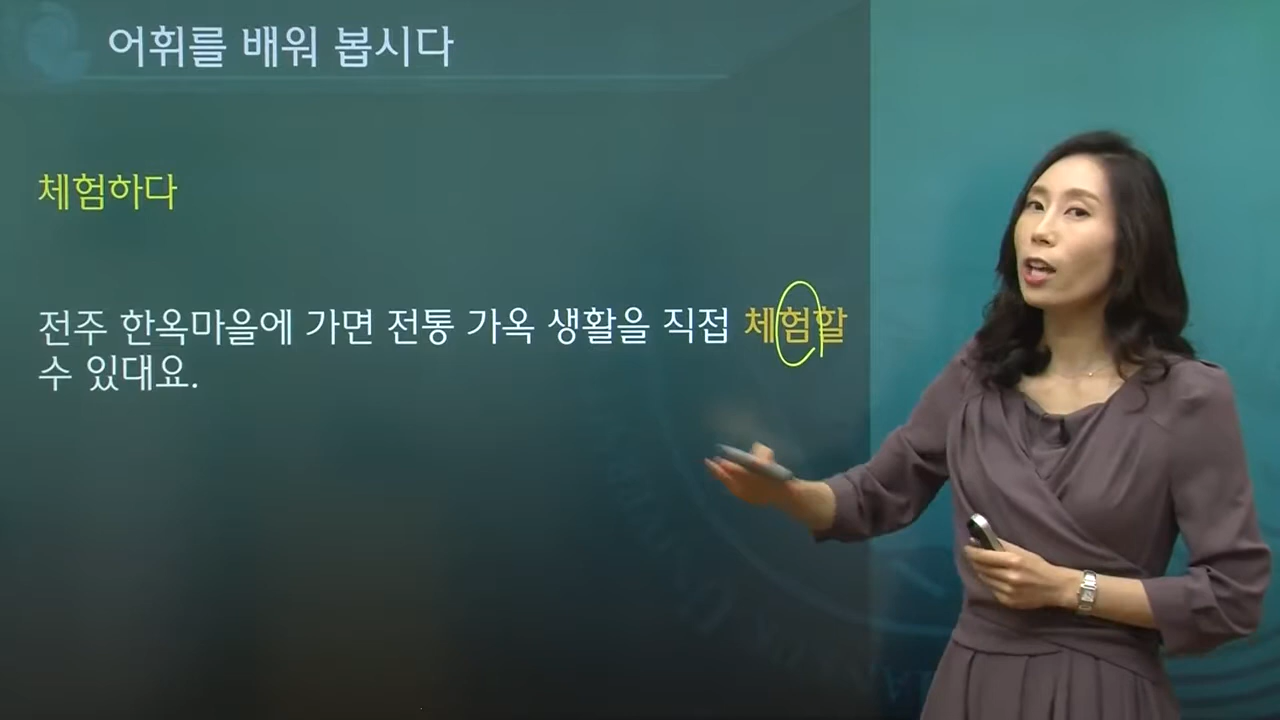 어휘를 배워 봅시다
체험하다
전주 한옥마을에 가면 전통 가옥 생활을 직접 체험할
수 있대요.